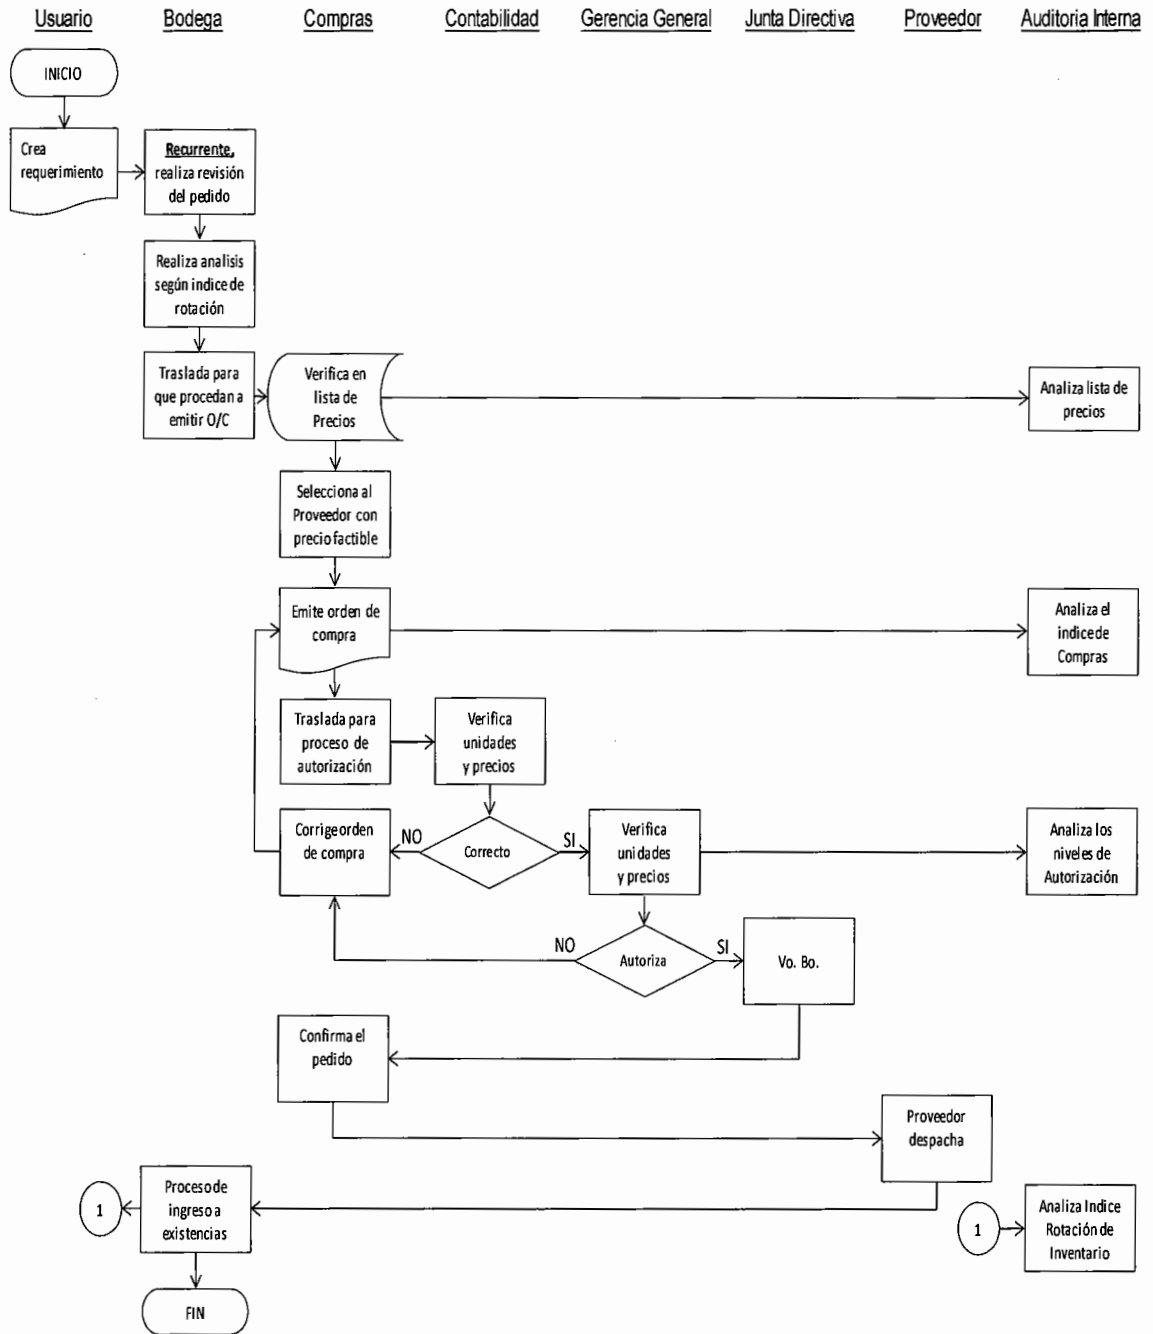 Usuario
Bodega
Compras
Contabilidad
Gerencia General
Junta Directiva
Proveedor
Auditoria Interna
INICIO
Crea
requerimiento
Recurrente,
realiza revisión
del pedido
Realiza analisis
según indice de
rotación
Traslada para
que procedan a
emitir O/C
Verifica en
lista de
Precios
Analiza lista de
precios
Selecciona al
Proveedor con
precio factible
Emite orden de
compra
Analiza el
indice de
Compras
Traslada para
proceso de
autorización
Verifica
unidades
y precios
Corrige orden
de compra
NO
Correcto
SI
Verifica
unidades
y precios
Analiza los
niveles de
Autorización
NO
Autoriza
SI
Vo. Bo.
Confirma el
pedido
Proveedor
despacha
1
Proceso de
ingreso a
existencias
1
Analiza Indice
Rotación de
Inventario
FIN